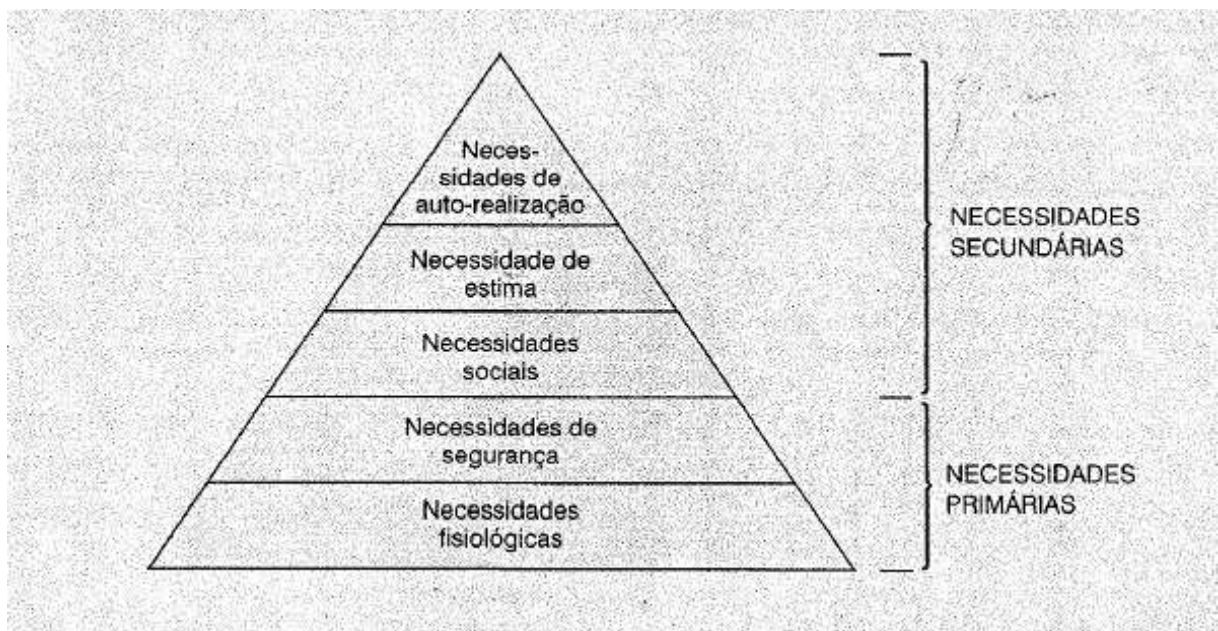 Neces-
sidades de
auto-realização
Necessidade de
estima
Necessidades
sociais
Necessidades de
segurança
Necessidades
fisiológicas
NECESSIDADES
SECUNDÁRIAS
NECESSIDADES
PRIMÁRIAS